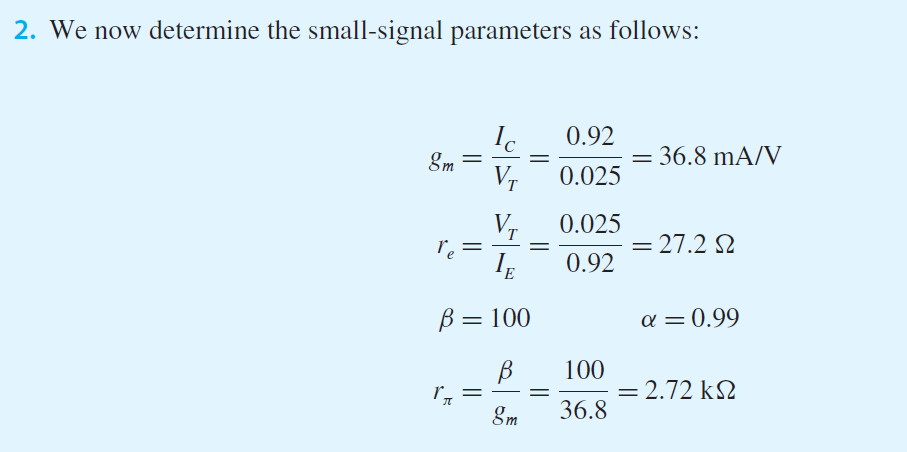 2. We now determine the small-signal parameters as follows:
g_m = I_C / V_T = 0.92 / 0.025 = 36.8 mA/V
r_e = V_T / I_E = 0.025 / 0.92 = 27.2 Ω
β = 100 α = 0.99
r_π = β / g_m = 100 / 36.8 = 2.72 kΩ